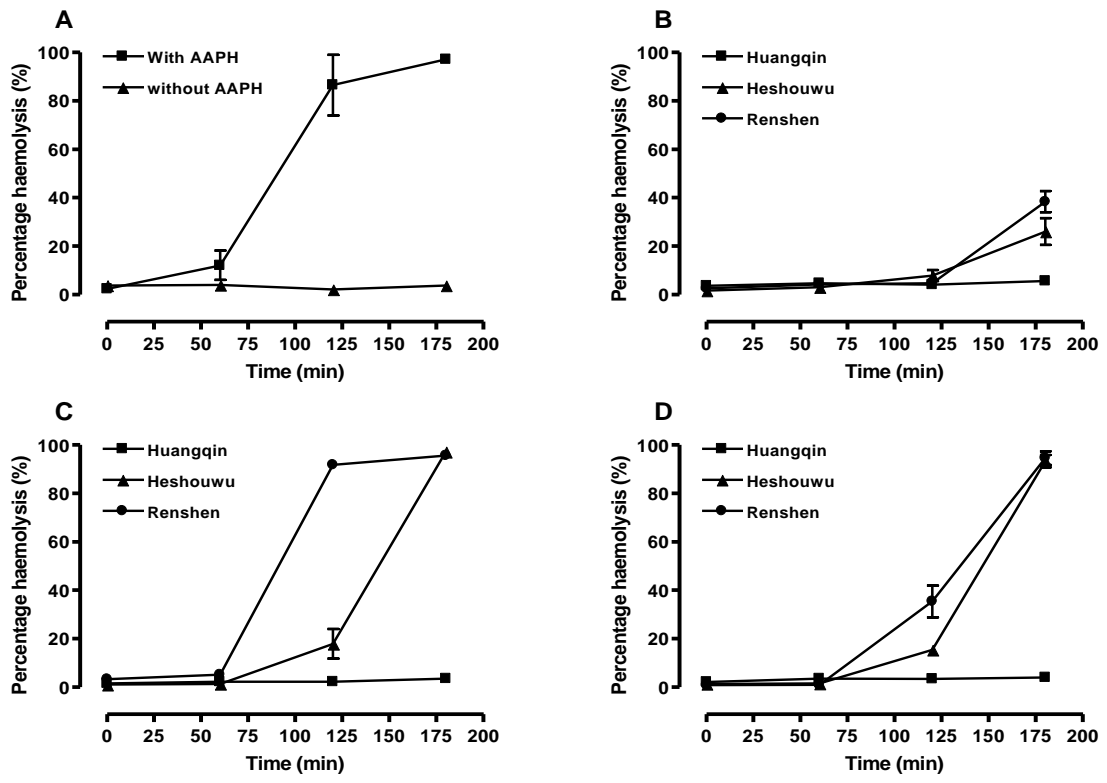 A
With AAPH
without AAPH
Percentage haemolysis (%)
100
80
60
40
20
0
0 25 50 75 100 125 150 175 200
Time (min)
B
Huangqin
Heshouwu
Renshen
Percentage haemolysis (%)
100
80
60
40
20
0
0 25 50 75 100 125 150 175 200
Time (min)
C
Huangqin
Heshouwu
Renshen
Percentage haemolysis (%)
100
80
60
40
20
0
0 25 50 75 100 125 150 175 200
Time (min)
D
Huangqin
Heshouwu
Renshen
Percentage haemolysis (%)
100
80
60
40
20
0
0 25 50 75 100 125 150 175 200
Time (min)